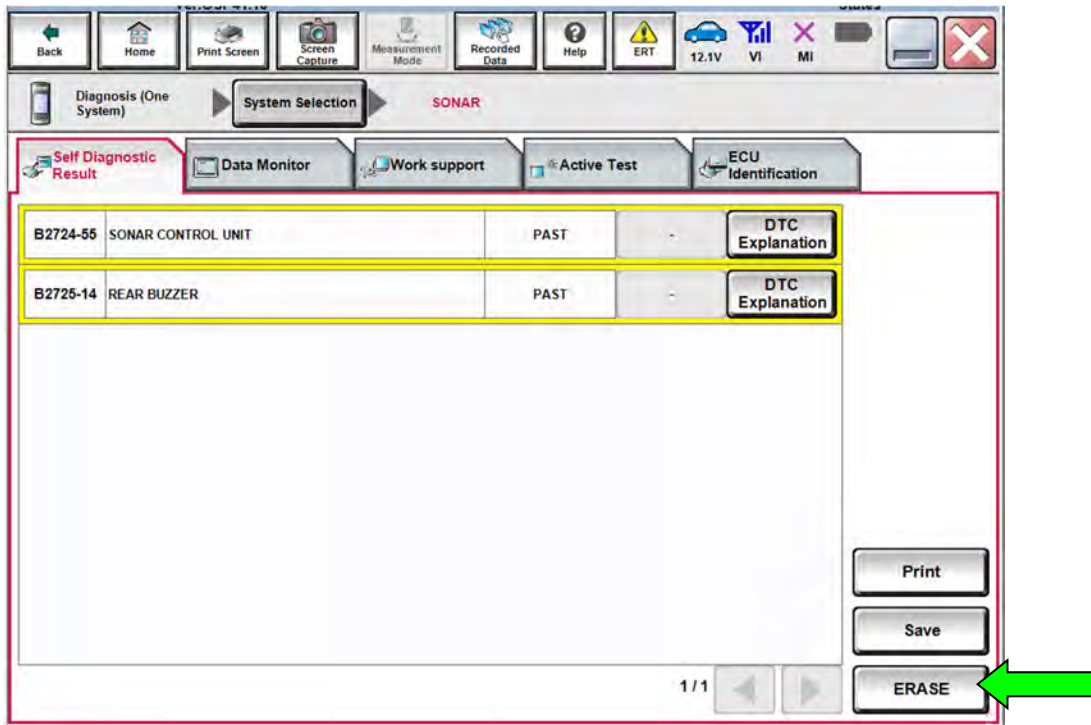 Back
Home
Print Screen
Screen
Capture
Measurement
Mode
Recorded
Data
Help
ERT
12.1V
VI
MI
Diagnosis (One
System)
System Selection
SONAR
Self Diagnostic
Result
Data Monitor
Work support
Active Test
ECU
Identification
B2724-55 SONAR CONTROL UNIT PAST - DTC
Explanation
B2725-14 REAR BUZZER PAST - DTC
Explanation
Print
Save
1/1
ERASE